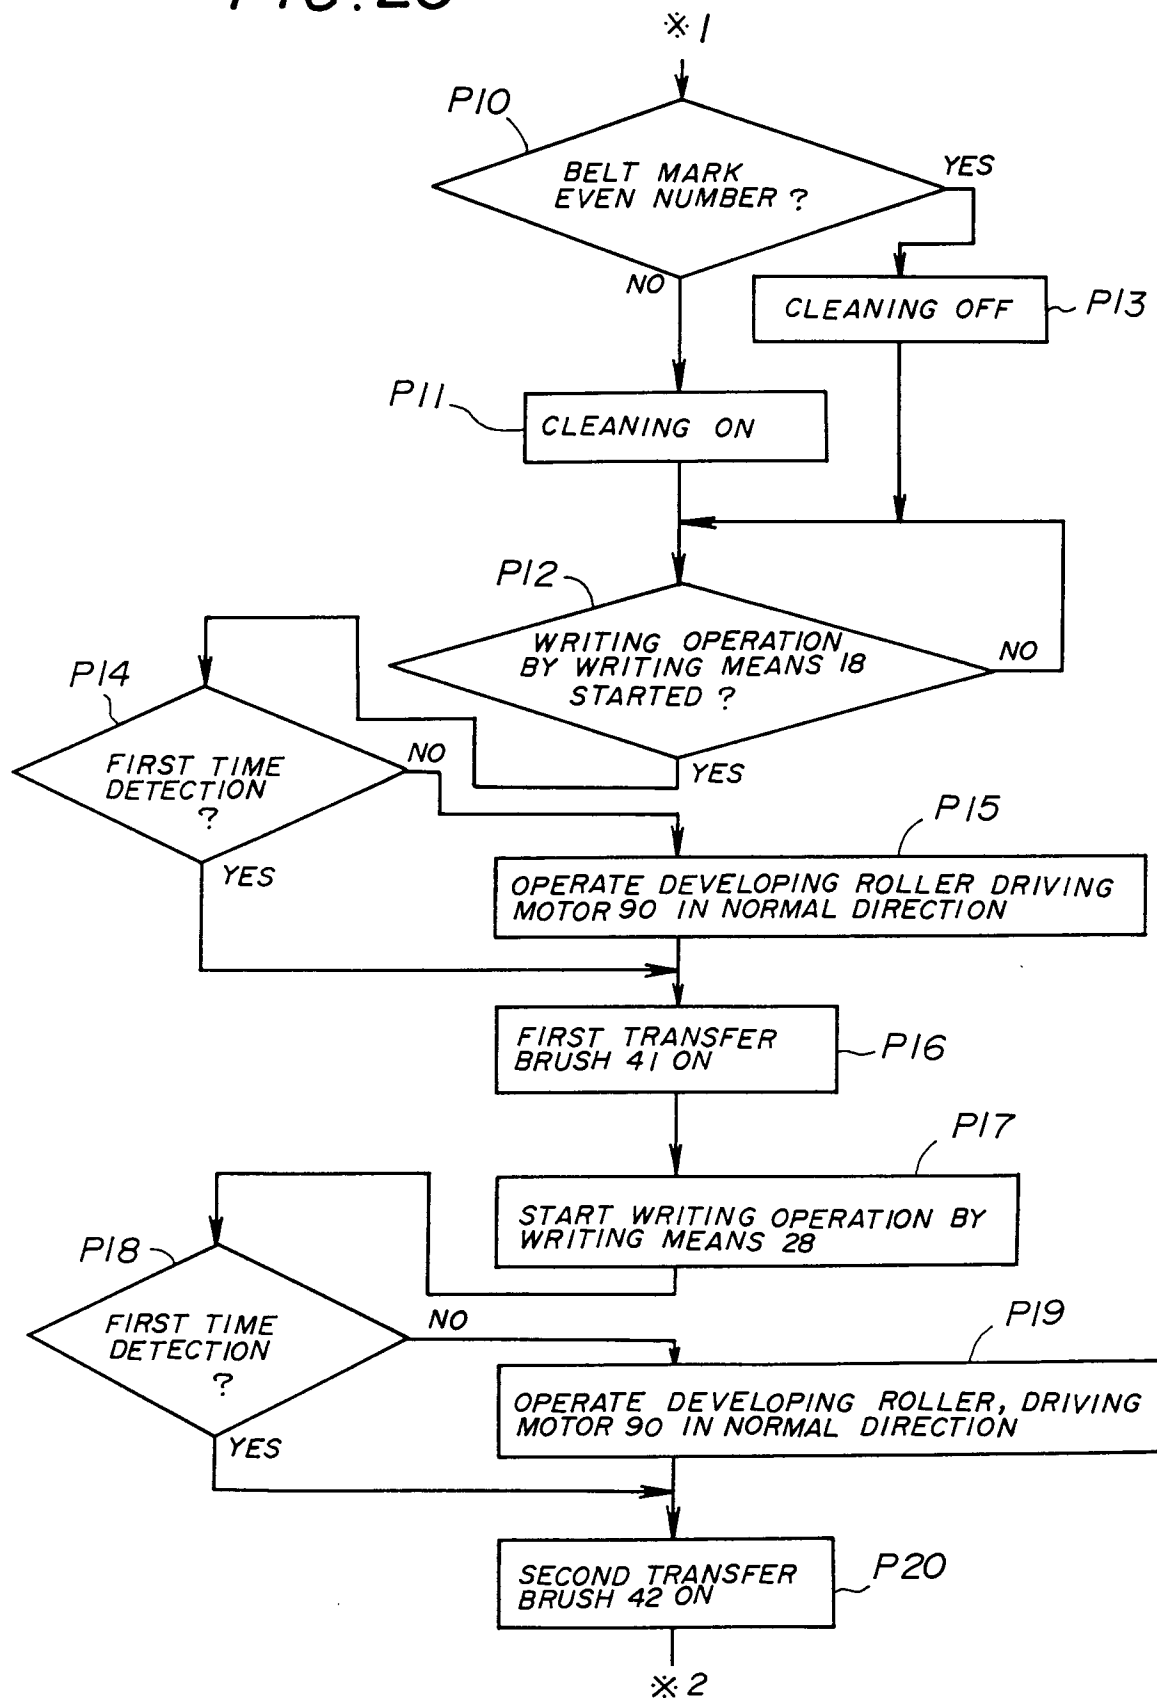 ※1
P10
BELT MARK
EVEN NUMBER ?
YES
NO
CLEANING OFF
P13
P11
CLEANING ON
P12
WRITING OPERATION
BY WRITING MEANS 18
STARTED ?
NO
YES
P14
FIRST TIME
DETECTION
?
NO
YES
P15
OPERATE DEVELOPING ROLLER DRIVING
MOTOR 90 IN NORMAL DIRECTION
FIRST TRANSFER
BRUSH 41 ON
P16
P17
START WRITING OPERATION BY
WRITING MEANS 28
P18
FIRST TIME
DETECTION
?
NO
YES
P19
OPERATE DEVELOPING ROLLER, DRIVING
MOTOR 90 IN NORMAL DIRECTION
SECOND TRANSFER
BRUSH 42 ON
P20
※2